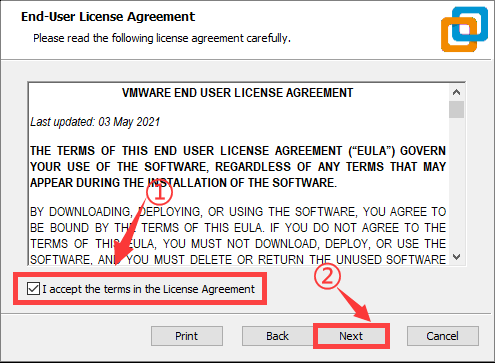 End-User License Agreement
Please read the following license agreement carefully.
VMWARE END USER LICENSE AGREEMENT
Last updated: 03 May 2021
THE TERMS OF THIS END USER LICENSE AGREEMENT (“EULA”) GOVERN
YOUR USE OF THE SOFTWARE, REGARDLESS OF ANY TERMS THAT MAY
APPEAR DURING THE INSTALLATION OF THE SOFTWARE.
①
BY DOWNLOADING, DEPLOYING, OR USING THE SOFTWARE, YOU AGREE TO
BE BOUND BY THE TERMS OF THIS EULA. IF YOU DO NOT AGREE TO THE
TERMS OF THIS EULA, YOU MUST NOT DOWNLOAD, DEPLOY, OR USE THE
SOFTWARE, AND YOU MUST DELETE OR RETURN THE UNUSED SOFTWARE
②
I accept the terms in the License Agreement
Print Back Next Cancel